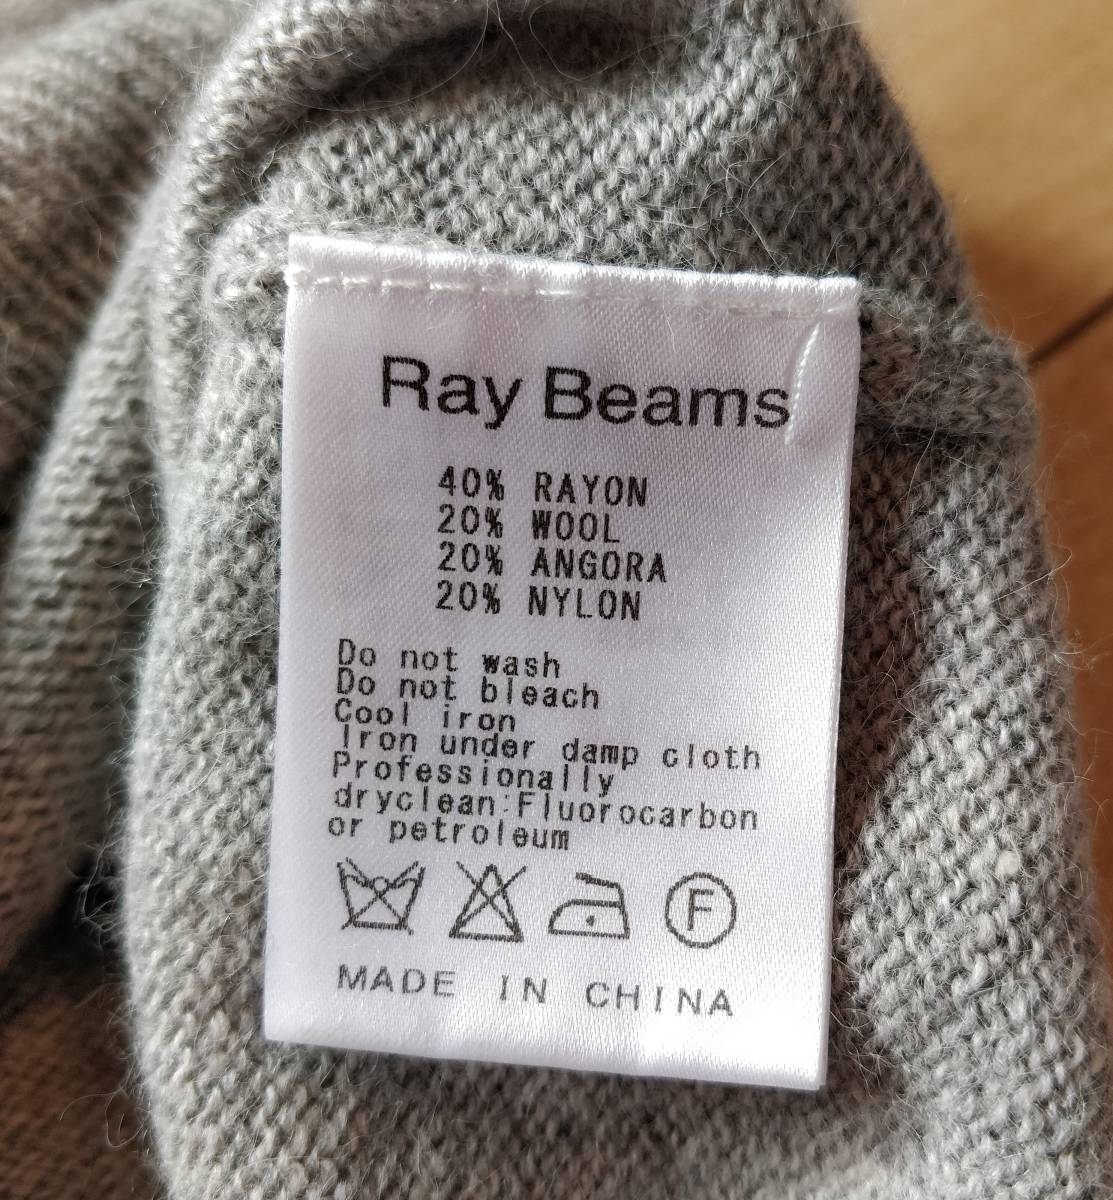 Ray Beams
40% RAYON
20% WOOL
20% ANGORA
20% NYLON
Do not wash
Do not bleach
Cool iron
Iron under damp cloth
Professionally
dryclean:Fluorocarbon
or petroleum
F
MADE IN CHINA